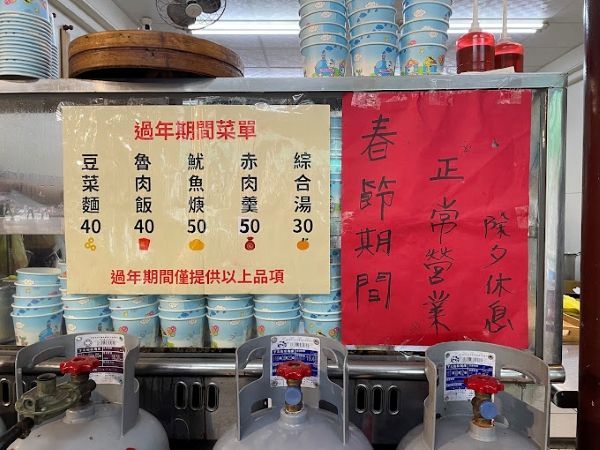 過年期間菜單
豆菜麵 40
魯肉飯 40
魷魚焿 50
赤肉羹 50
綜合湯 30
過年期間僅提供以上品項
春節期間
正常營業
除夕休息